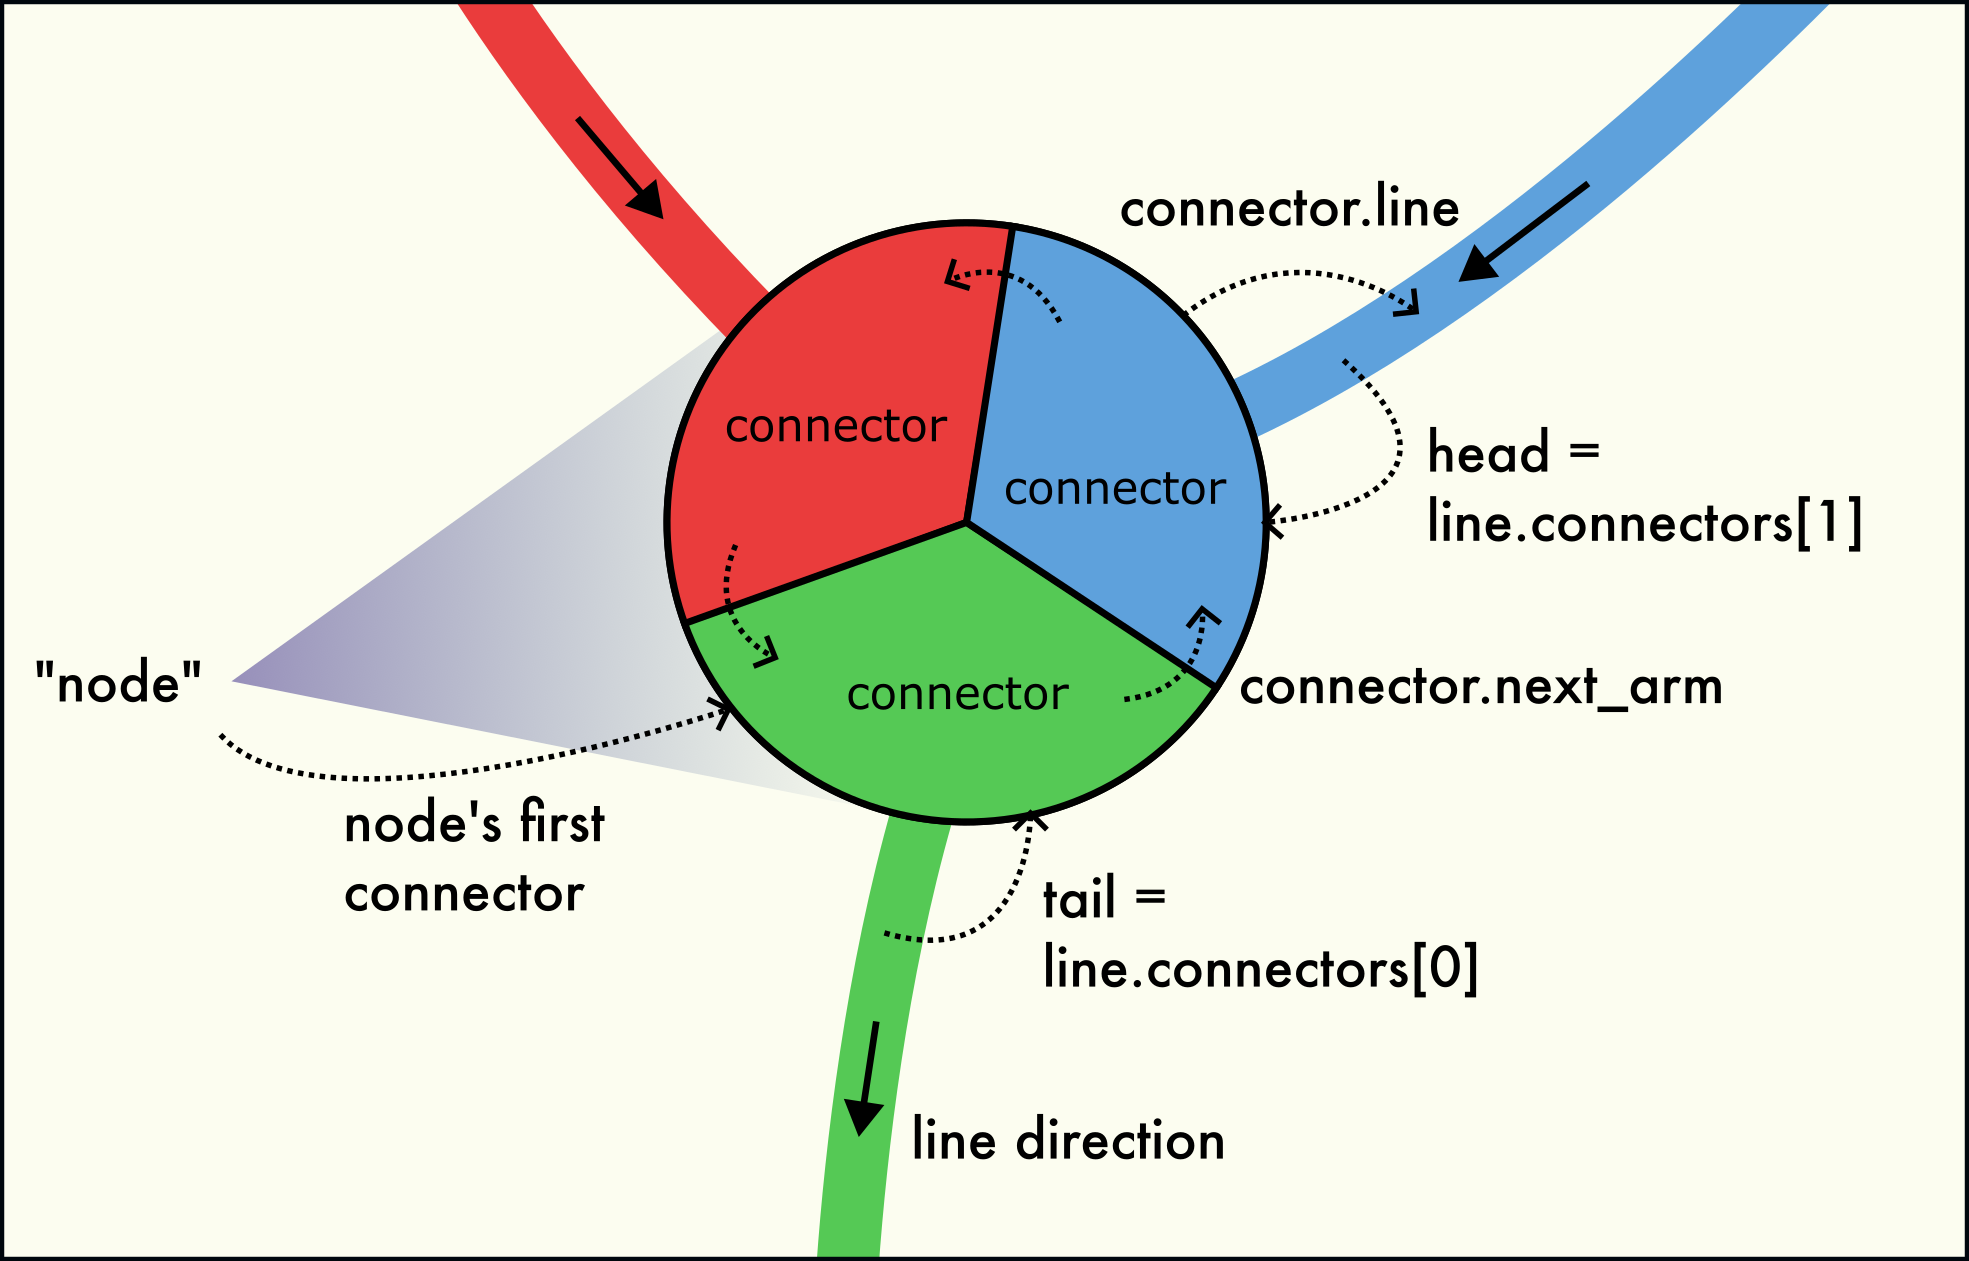 connector.line
connector
connector
head =
line.connectors[1]
"node"
connector
connector.next_arm
node's first
connector
tail =
line.connectors[0]
line direction